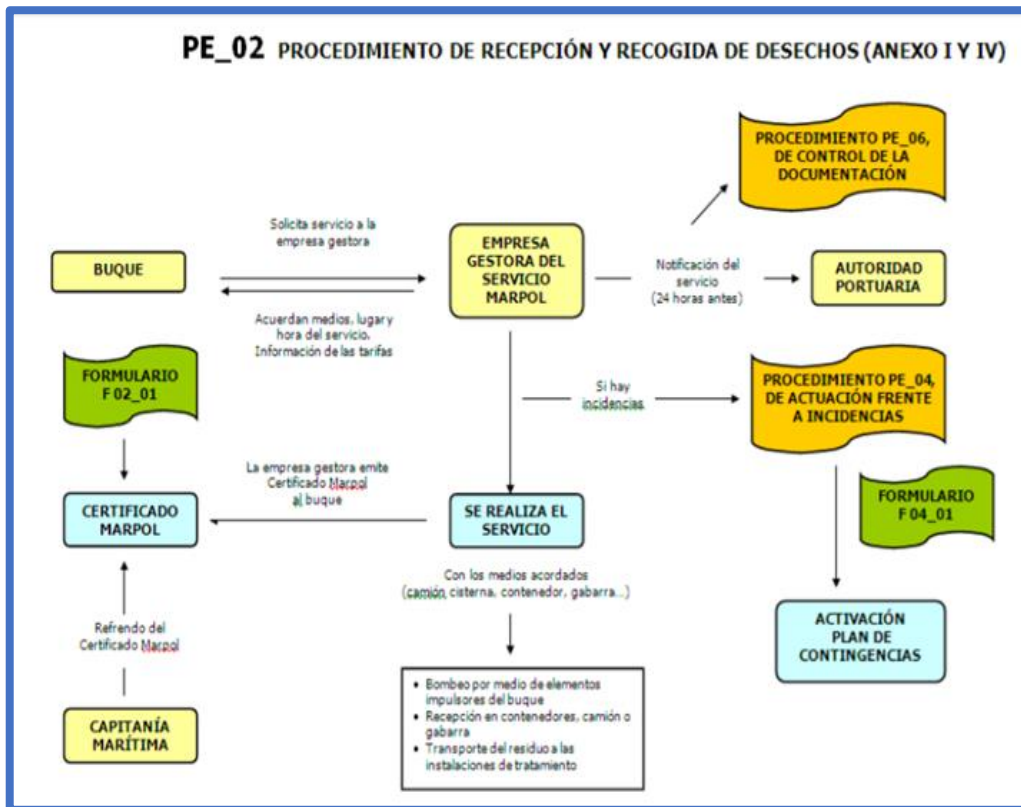 PE_02 PROCEDIMIENTO DE RECEPCIÓN Y RECOGIDA DE DESECHOS (ANEXO I Y IV)
PROCEDIMIENTO PE_06,
DE CONTROL DE LA
DOCUMENTACIÓN
Solicita servicio a la
empresa gestora
BUQUE
EMPRESA
GESTORA DEL
SERVICIO
MARPOL
Notificación del
servicio
(24 horas antes)
AUTORIDAD
PORTUARIA
Acuerdan medios, lugar y
hora del servicio.
Información de las tarifas
FORMULARIO
F 02_01
Si hay
incidencias
PROCEDIMIENTO PE_04,
DE ACTUACIÓN FRENTE
A INCIDENCIAS
La empresa gestora emite
Certificado Marpol
al buque
CERTIFICADO
MARPOL
SE REALIZA EL
SERVICIO
FORMULARIO
F 04_01
Con los medios acordados
(camión cisterna, contenedor, gabarra...)
Refrendo del
Certificado Marpol
ACTIVACIÓN
PLAN DE
CONTINGENCIAS
• Bombeo por medio de elementos
impulsores del buque
• Recepción en contenedores, camión o
gabarra
• Transporte del residuo a las
instalaciones de tratamiento
CAPITANÍA
MARÍTIMA